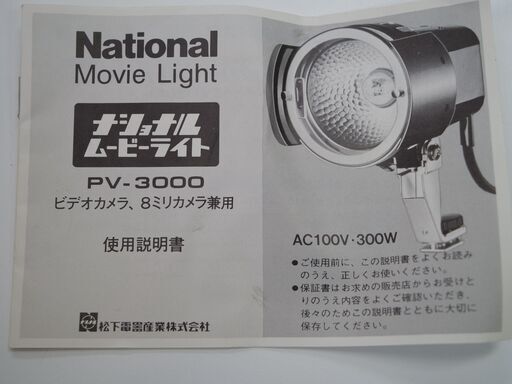 National
Movie Light
ナショナル
ムービーライト
PV-3000
ビデオカメラ、8ミリカメラ兼用
使用説明書
松下電器産業株式会社
AC100V・300W
●ご使用前に、この説明書をよくお読み
のうえ、正しくお使いください。
●保証書はお求めの販売店からお受けと
りのうえ内容をよくご確認いただき、
後々のためこの説明書とともに大切に
保存してください。